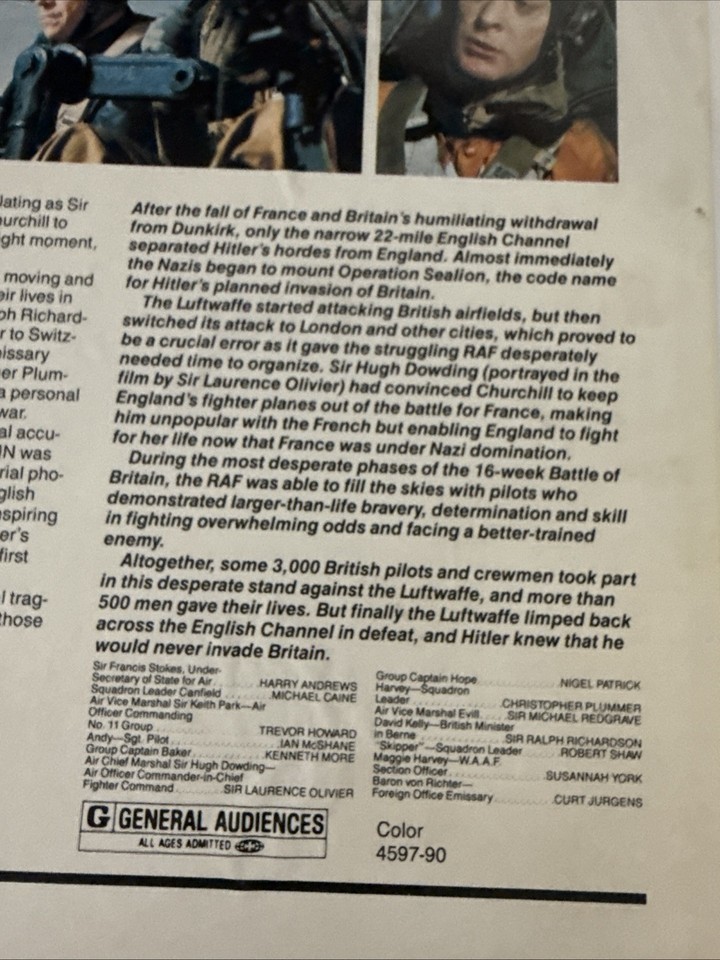 lating as Sir
urchill to
ght moment,
moving and
eir lives in
ph Richard-
r to Switz-
issary
er Plum-
a personal
war.
al accu-
IN was
rial pho-
glish
spiring
er's
first
l trag-
those
After the fall of France and Britain's humiliating withdrawal
from Dunkirk, only the narrow 22-mile English Channel
separated Hitler's hordes from England. Almost immediately
the Nazis began to mount Operation Sealion, the code name
for Hitler's planned invasion of Britain.
The Luftwaffe started attacking British airfields, but then
switched its attack to London and other cities, which proved to
be a crucial error as it gave the struggling RAF desperately
needed time to organize. Sir Hugh Dowding (portrayed in the
film by Sir Laurence Olivier) had convinced Churchill to keep
England's fighter planes out of the battle for France, making
him unpopular with the French but enabling England to fight
for her life now that France was under Nazi domination.
During the most desperate phases of the 16-week Battle of
Britain, the RAF was able to fill the skies with pilots who
demonstrated larger-than-life bravery, determination and skill
in fighting overwhelming odds and facing a better-trained
enemy.
Altogether, some 3,000 British pilots and crewmen took part
in this desperate stand against the Luftwaffe, and more than
500 men gave their lives. But finally the Luftwaffe limped back
across the English Channel in defeat, and Hitler knew that he
would never invade Britain.
Sir Francis Stokes, Under-
Secretary of State for Air........HARRY ANDREWS
Squadron Leader Canfield........MICHAEL CAINE
Air Vice Marshal Sir Keith Park—Air
Officer Commanding
No. 11 Group........TREVOR HOWARD
Andy—Sgt. Pilot........IAN McSHANE
Group Captain Baker........KENNETH MORE
Air Chief Marshal Sir Hugh Dowding—
Air Officer Commander-in-Chief
Fighter Command........SIR LAURENCE OLIVIER
Group Captain Hope........NIGEL PATRICK
Harvey—Squadron
Leader........CHRISTOPHER PLUMMER
Air Vice Marshal Evill........SIR MICHAEL REDGRAVE
David Kelly—British Minister
in Berne........SIR RALPH RICHARDSON
"Skipper"—Squadron Leader........ROBERT SHAW
Maggie Harvey—W.A.A.F.
Section Officer........SUSANNAH YORK
Baron von Richter—
Foreign Office Emissary........CURT JURGENS
G GENERAL AUDIENCES
ALL AGES ADMITTED
Color
4597-90